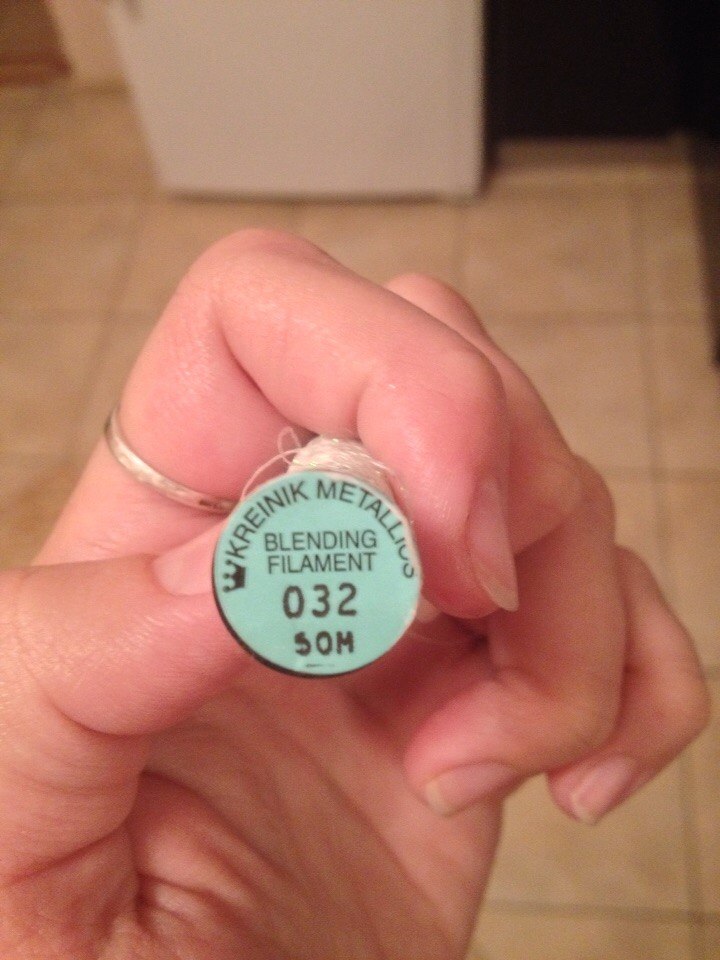 KREINIK METALLICS
BLENDING
FILAMENT
032
50M